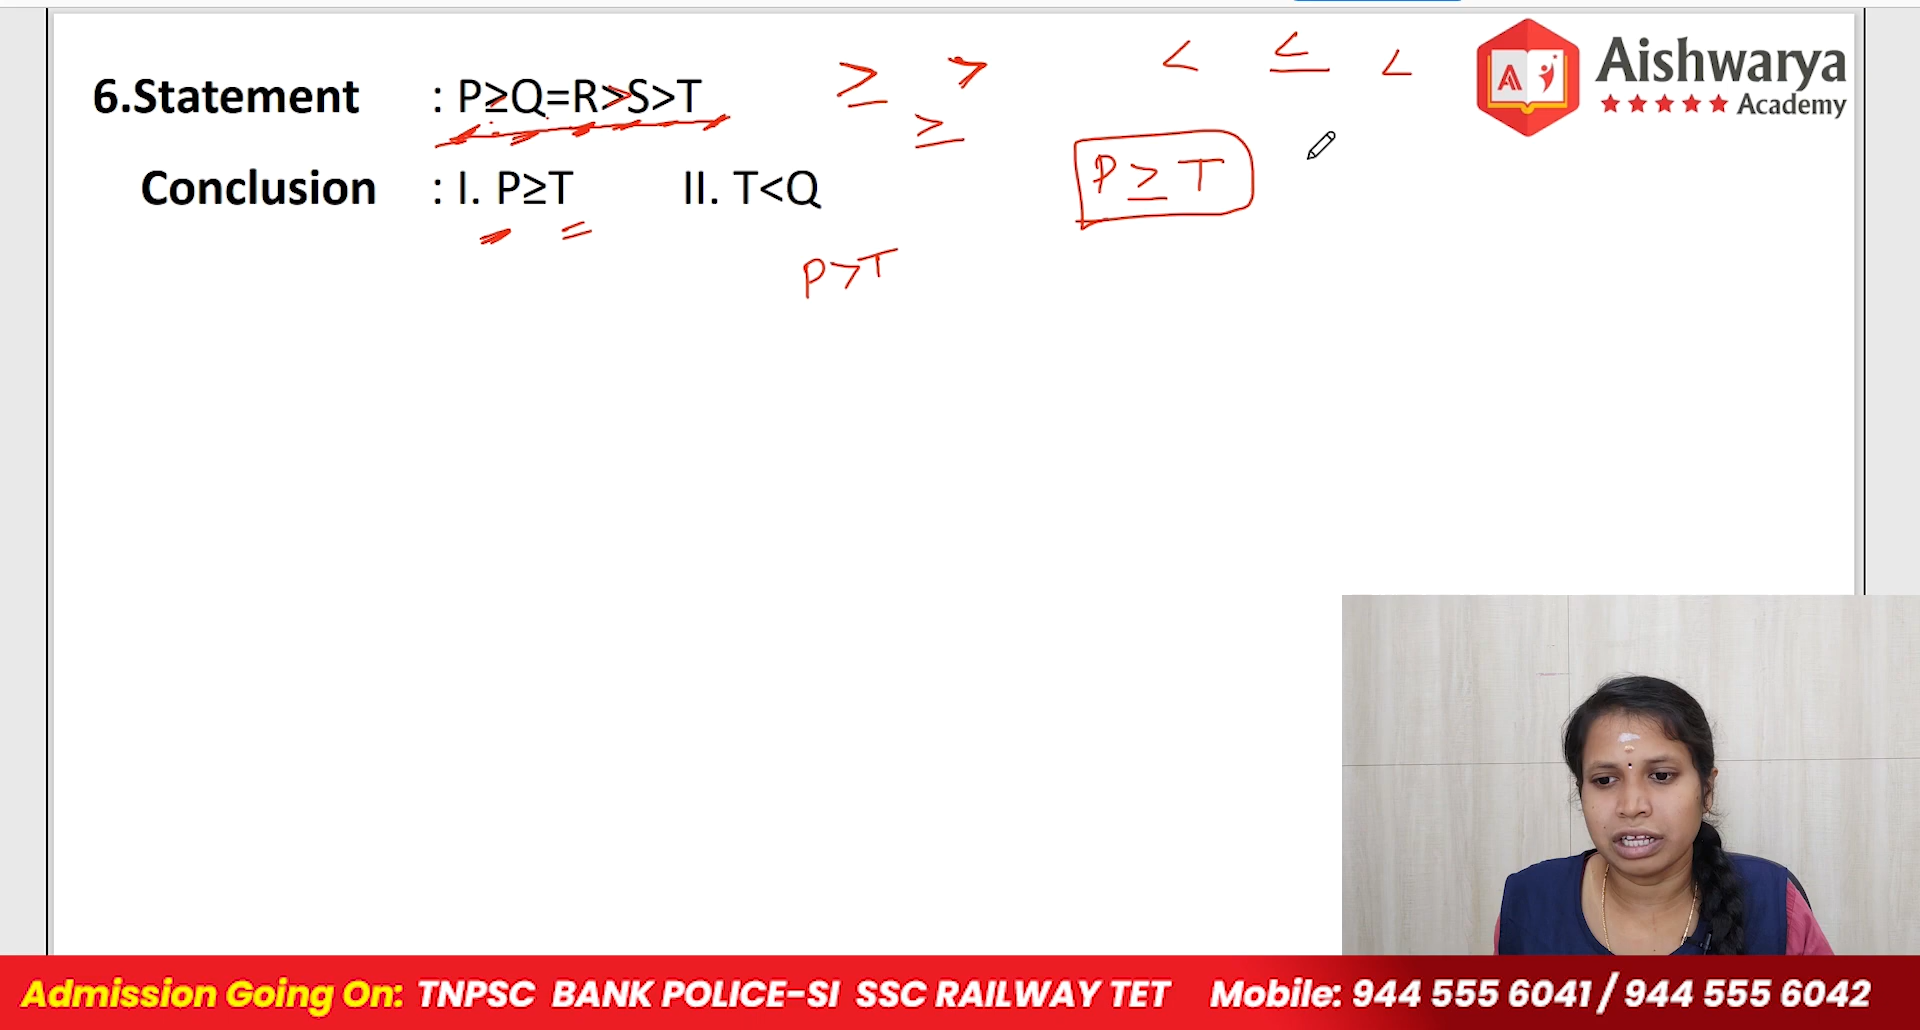 6.Statement : P≥Q=R>S>T ≥ > < ≤ <
≥
Conclusion : I. P≥T II. T<Q P ≥ T
P>T
Aishwarya
Academy
Admission Going On: TNPSC BANK POLICE-SI SSC RAILWAY TET Mobile: 944 555 6041 / 944 555 6042